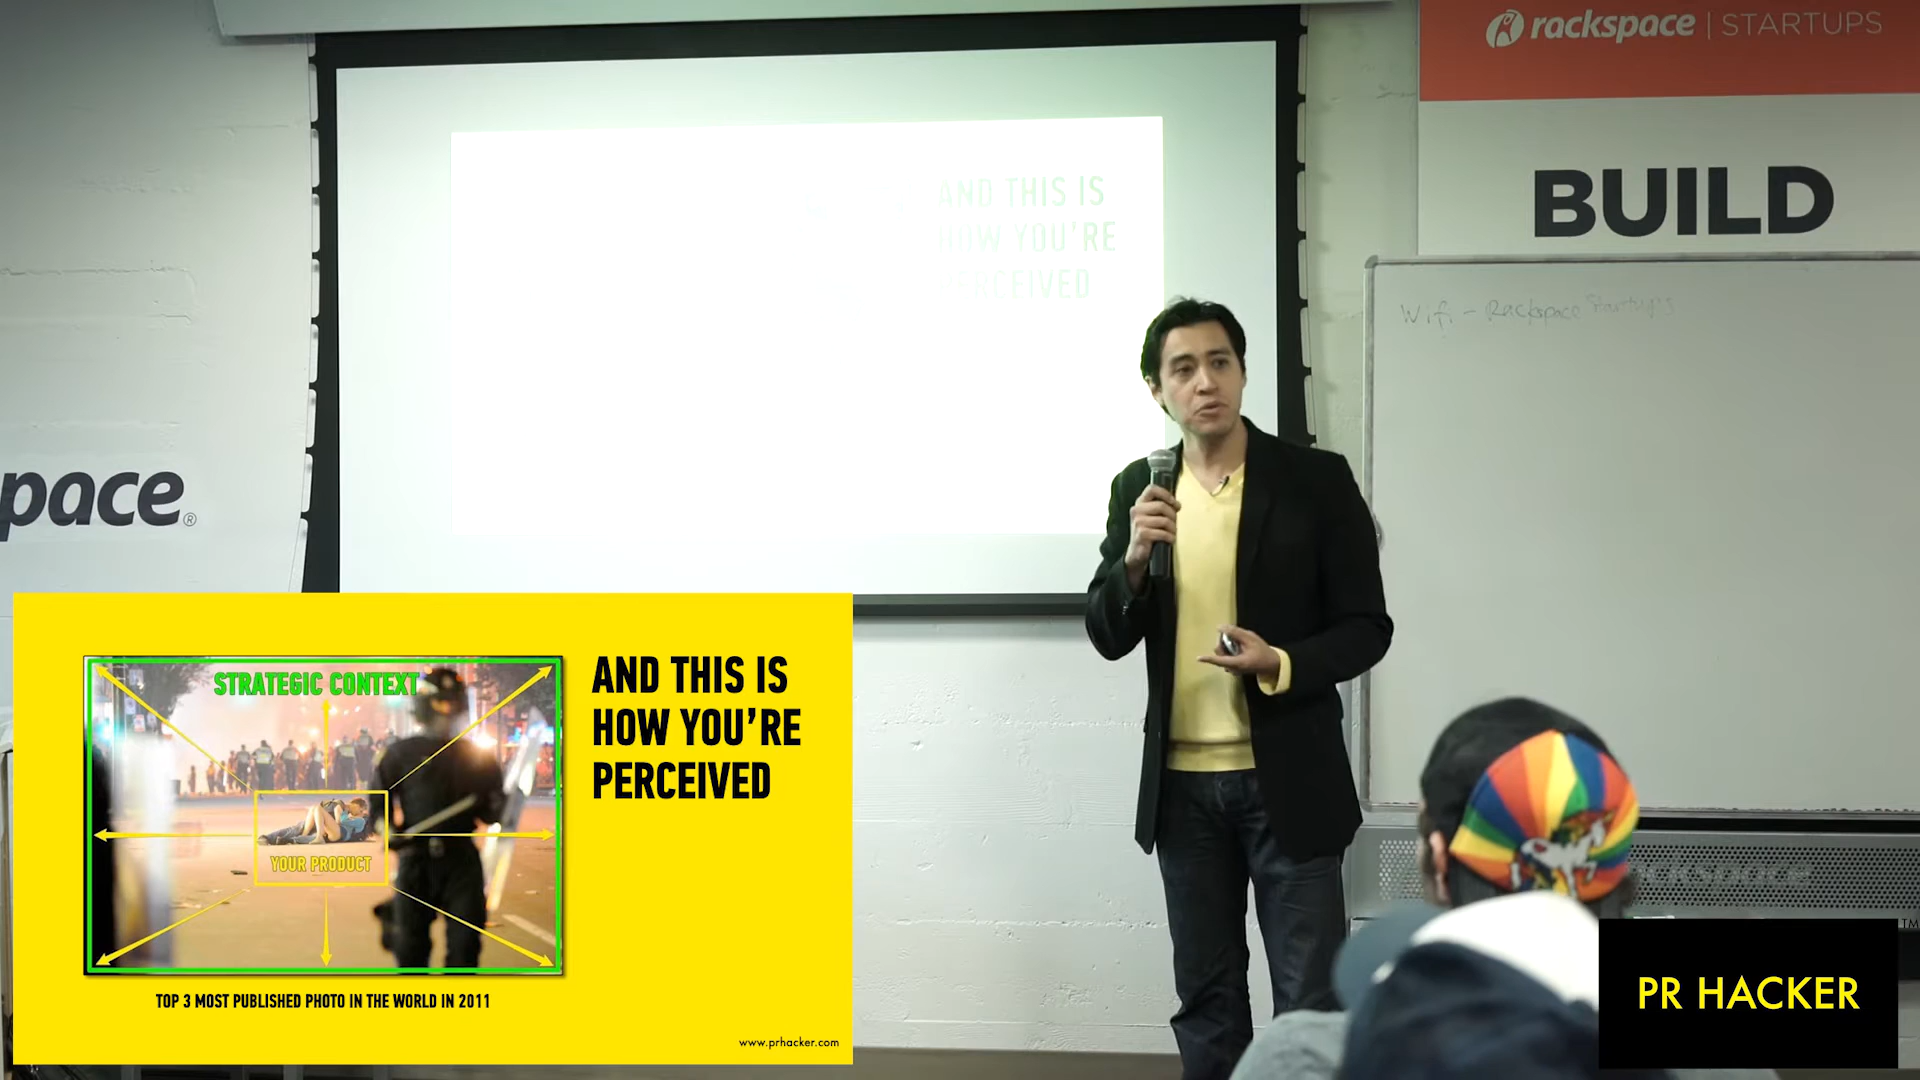 rackspace | STARTUPS
BUILD
AND THIS IS
HOW YOU'RE
PERCEIVED
Wifi - Rackspace Startups
pace®
STRATEGIC CONTEXT
YOUR PRODUCT
AND THIS IS
HOW YOU'RE
PERCEIVED
TOP 3 MOST PUBLISHED PHOTO IN THE WORLD IN 2011
www.prhacker.com
rackspace
TM
PR HACKER